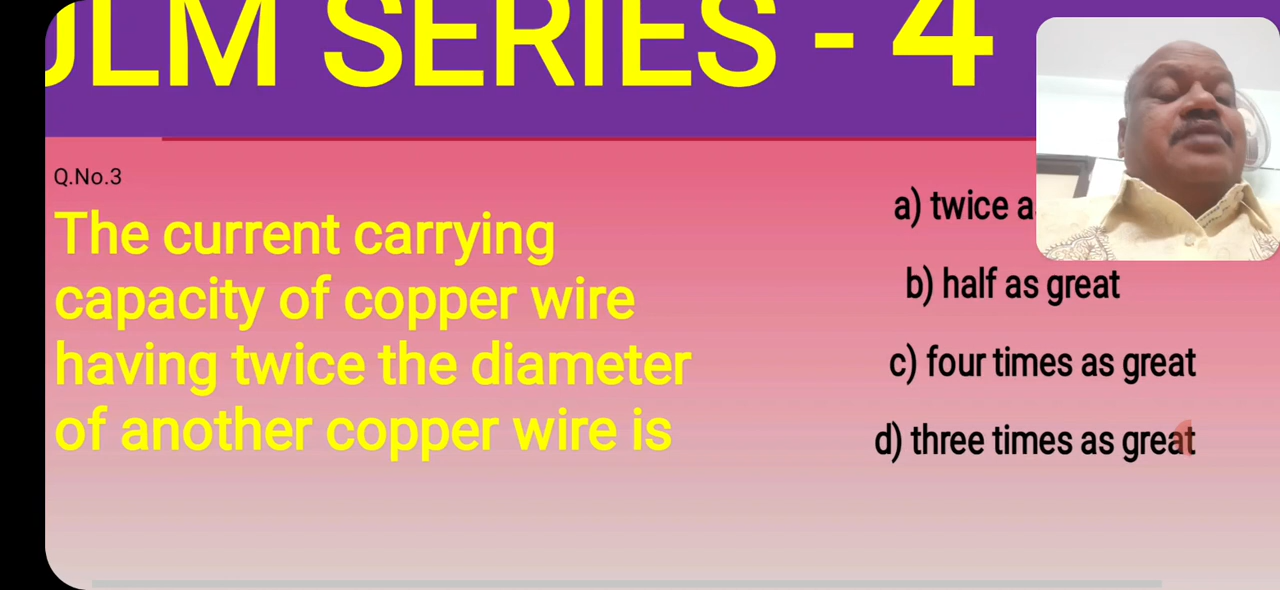 JLM SERIES - 4
Q.No.3
The current carrying
capacity of copper wire
having twice the diameter
of another copper wire is
a) twice
b) half as great
c) four times as great
d) three times as great